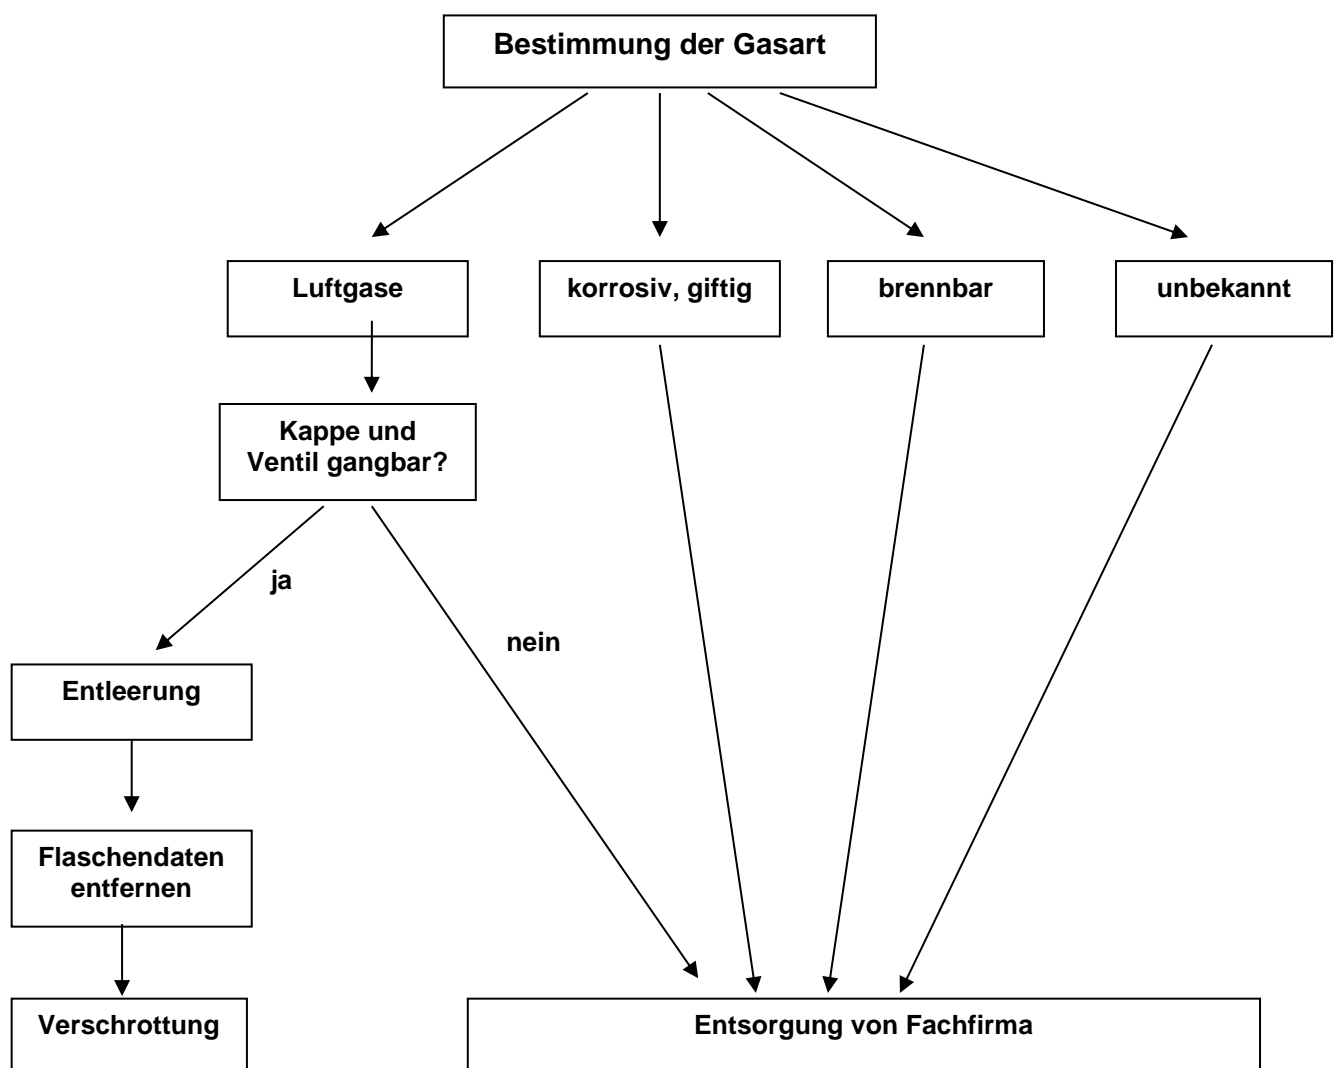 Bestimmung der Gasart
Luftgase
korrosiv, giftig
brennbar
unbekannt
Kappe und
Ventil gangbar?
ja
nein
Entleerung
Flaschendaten
entfernen
Verschrottung
Entsorgung von Fachfirma